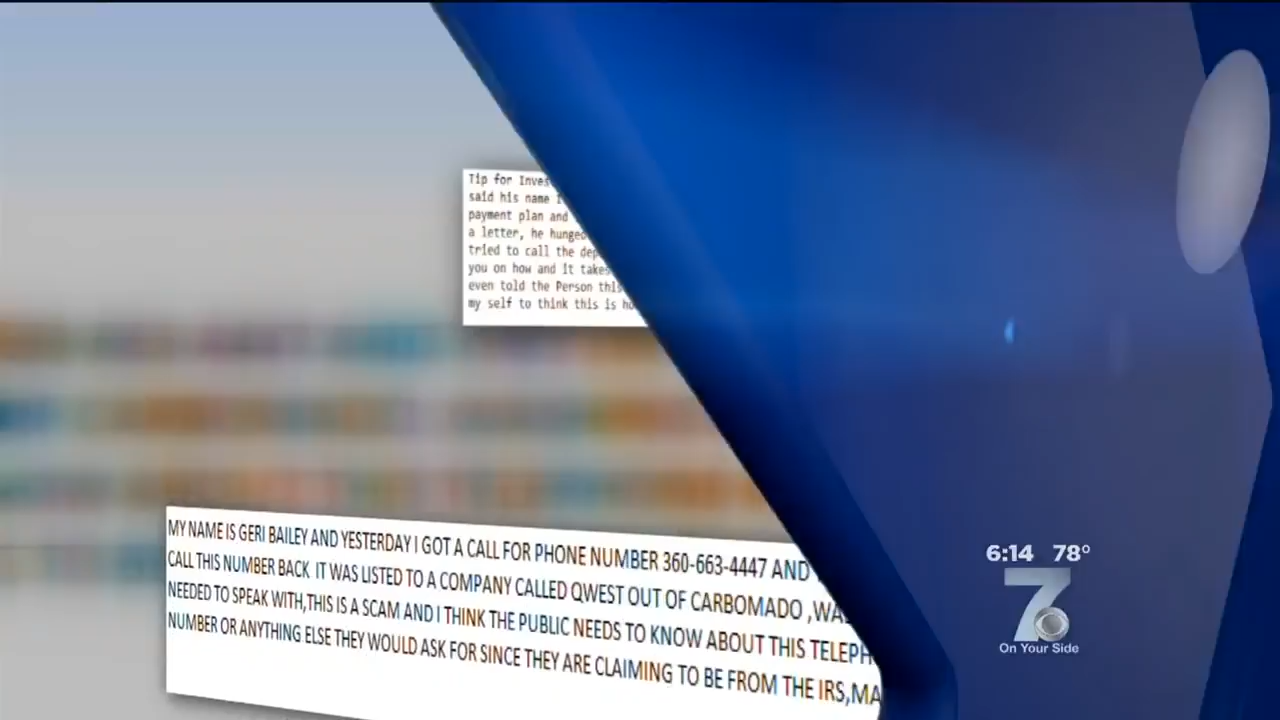 Tip for Inves
said his name
payment plan and
a letter, he hunged
tried to call the dep
you on how and it takes
even told the Person this
my self to think this is ho
MY NAME IS GERI BAILEY AND YESTERDAY I GOT A CALL FOR PHONE NUMBER 360-663-4447 AND
CALL THIS NUMBER BACK IT WAS LISTED TO A COMPANY CALLED QWEST OUT OF CARBOMADO ,WAS
NEEDED TO SPEAK WITH,THIS IS A SCAM AND I THINK THE PUBLIC NEEDS TO KNOW ABOUT THIS TELEPH
NUMBER OR ANYTHING ELSE THEY WOULD ASK FOR SINCE THEY ARE CLAIMING TO BE FROM THE IRS,MA
6:14 78°
7
On Your Side